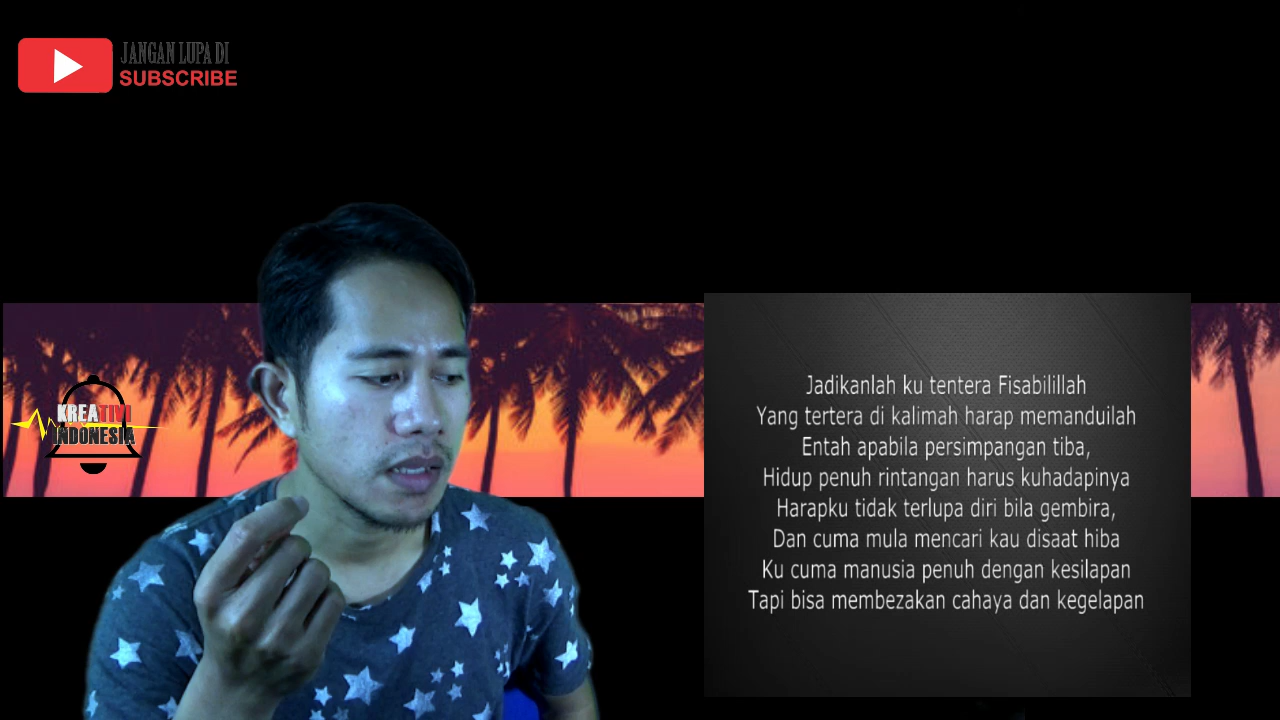 JANGAN LUPA DI
SUBSCRIBE
KREATIVI
INDONESIA
Jadikanlah ku tentera Fisabilillah
Yang tertera di kalimah harap memanduilah
Entah apabila persimpangan tiba,
Hidup penuh rintangan harus kuhadapinya
Harapku tidak terlupa diri bila gembira,
Dan cuma mula mencari kau disaat hiba
Ku cuma manusia penuh dengan kesilapan
Tapi bisa membezakan cahaya dan kegelapan